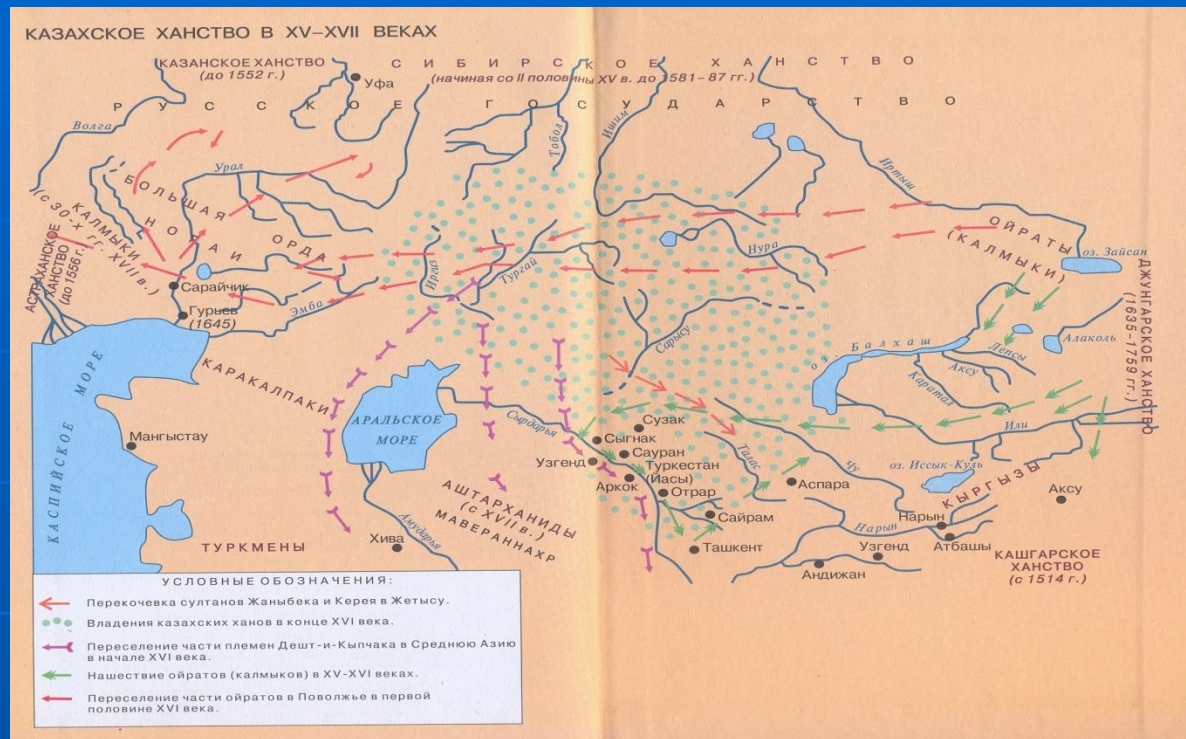 КАЗАХСКОЕ ХАНСТВО В XV–XVII ВЕКАХ
КАЗАНСКОЕ ХАНСТВО
(до 1552 г.)
СИБИРСКОЕ ХАНСТВО
(начиная со II половины XV в. до 1581–87 гг.)
Уфа
РУССКОЕ ГОСУДАРСТВО
Волга
Урал
Тобол
Ишим
Иртыш
БОЛЬШАЯ
НОГАИ
ОРДА
КАЛМЫКИ
(с 30-х гг. XVII в.)
АСТРАХАНСКОЕ
ХАНСТВО
(до 1556 г.)
Сарайчик
Гурьев
(1645)
Эмба
Иргиз
Тургай
Нура
ОЙРАТЫ
(КАЛМЫКИ)
оз. Зайсан
ДЖУНГАРСКОЕ ХАНСТВО
(1635–1759 гг.)
Сарысу
оз. Балхаш
Лепсы
Аксу
Каратал
Алаколь
Или
КАСПИЙСКОЕ МОРЕ
КАРАКАЛПАКИ
Мангыстау
АРАЛЬСКОЕ
МОРЕ
Сырдарья
Сузак
Сыгнак
Сауран
Узгенд
Туркестан
(Йасы)
Аркок
Отрар
Талас
Чу
Аспара
оз. Иссык-Куль
КЫРГЫЗЫ
Аксу
Сайрам
Ташкент
Нарын
Нарын
Атбашы
Узгенд
Андижан
КАШГАРСКОЕ
ХАНСТВО
(с 1514 г.)
АШТАРХАНИДЫ
(с XVII в.)
МАВЕРАННАХР
Амударья
Хива
ТУРКМЕНЫ
УСЛОВНЫЕ ОБОЗНАЧЕНИЯ:
Перекочевка султанов Жаныбека и Керея в Жетысу.
Владения казахских ханов в конце XVI века.
Переселение части племен Дешт-и-Кыпчака в Среднюю Азию
в начале XVI века.
Нашествие ойратов (калмыков) в XV-XVI веках.
Переселение части ойратов в Поволжье в первой
половине XVI века.